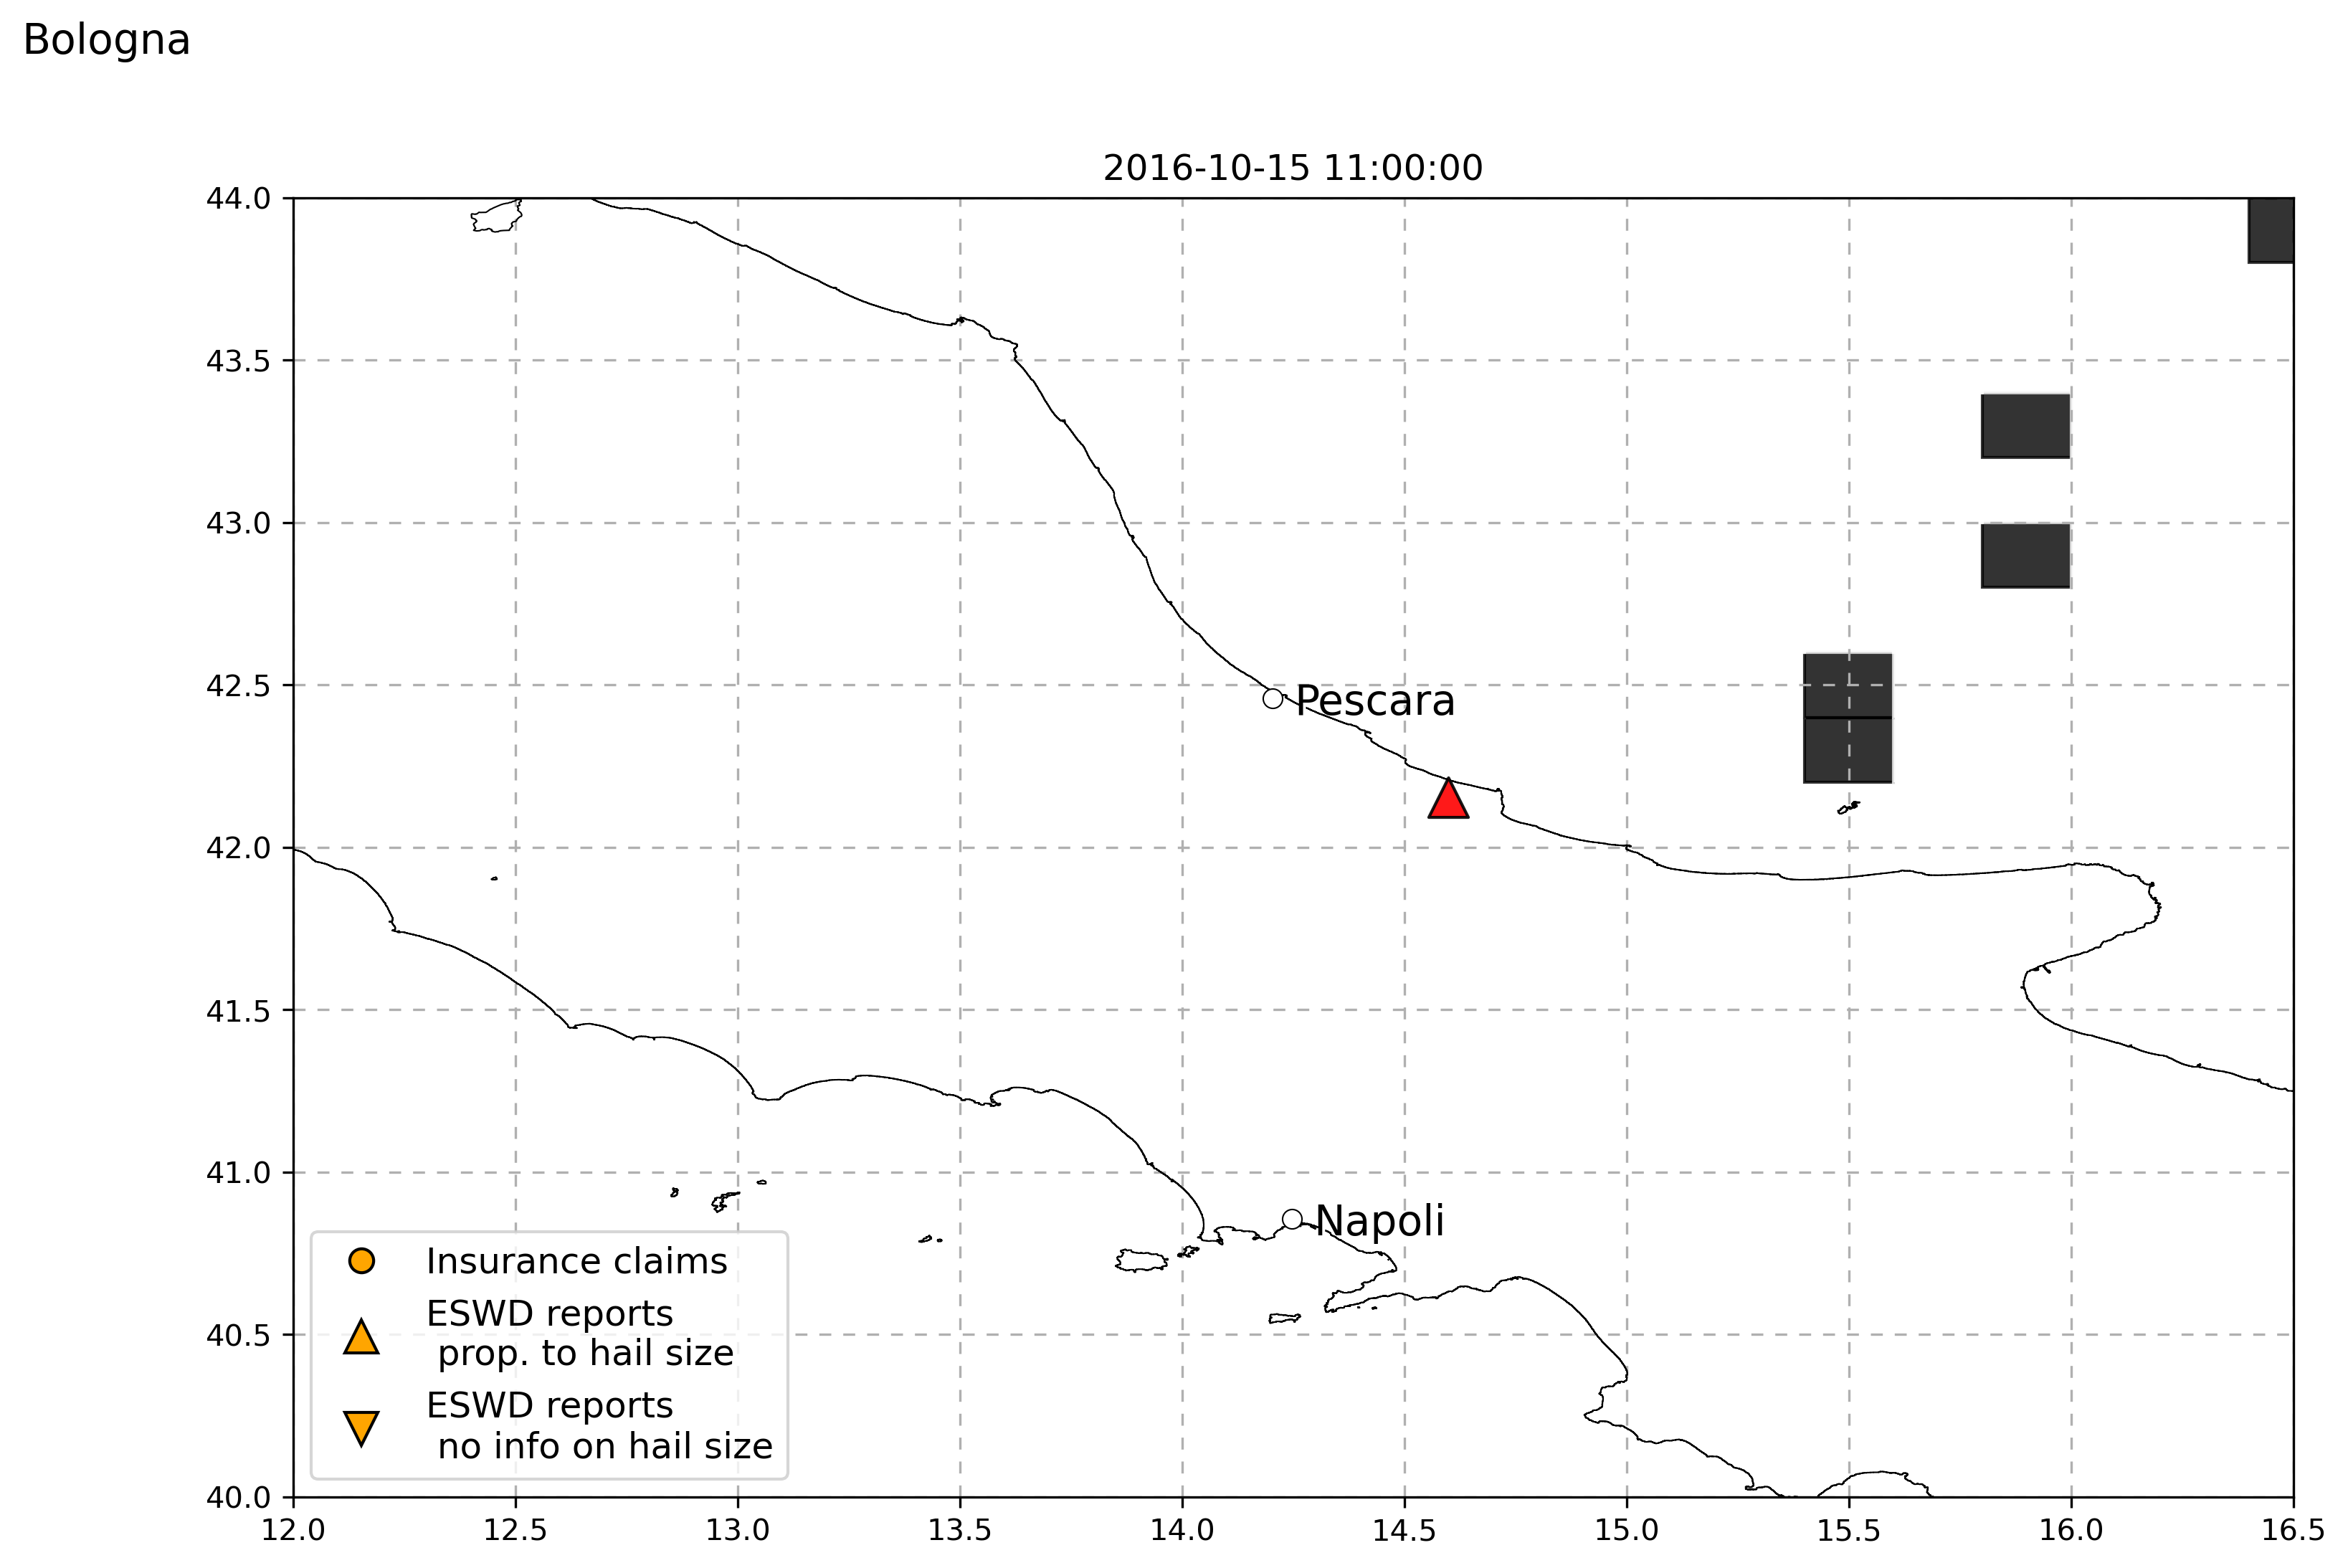 Bologna
2016-10-15 11:00:00
44.0
43.5
43.0
42.5
42.0
41.5
41.0
40.5
40.0
Pescara
Napoli
Insurance claims
ESWD reports
prop. to hail size
ESWD reports
no info on hail size
12.0 12.5 13.0 13.5 14.0 14.5 15.0 15.5 16.0 16.5